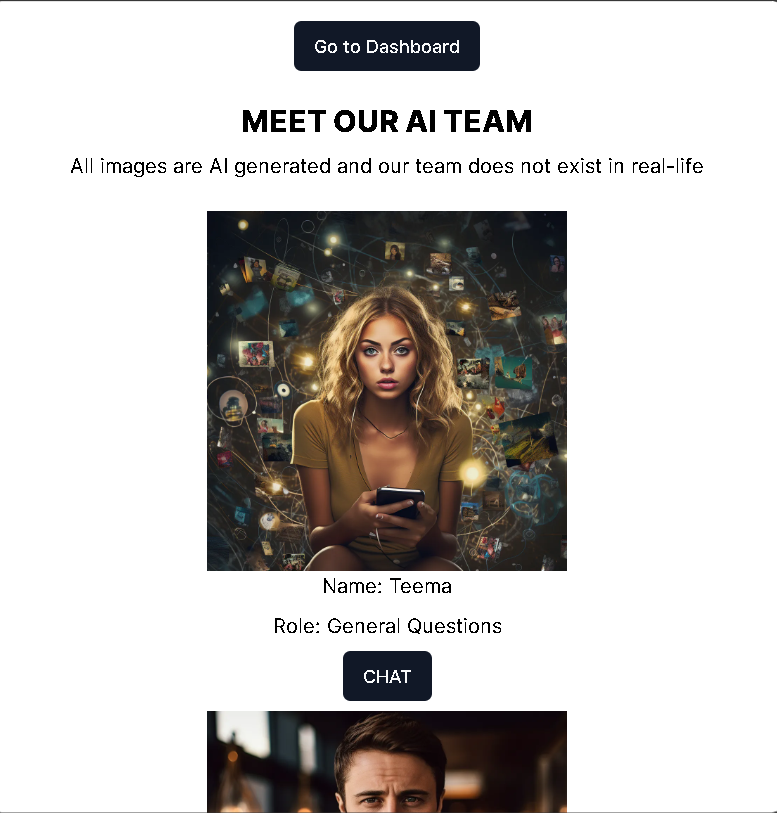 Go to Dashboard
MEET OUR AI TEAM
All images are AI generated and our team does not exist in real-life
Name: Teema
Role: General Questions
CHAT